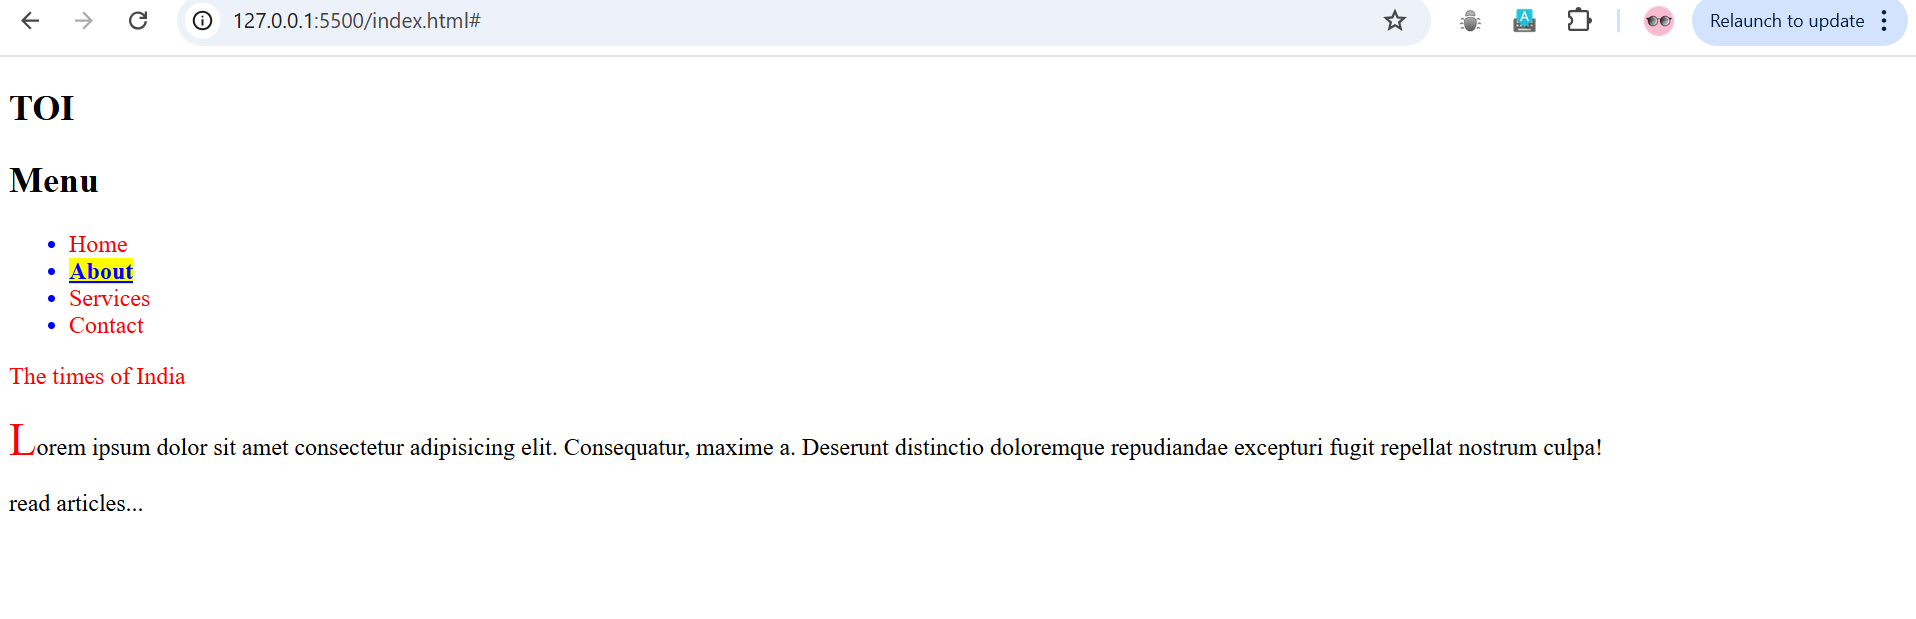 127.0.0.1:5500/index.html#
Relaunch to update
TOI
Menu
Home
About
Services
Contact
The times of India
Lorem ipsum dolor sit amet consectetur adipisicing elit. Consequatur, maxime a. Deserunt distinctio doloremque repudiandae excepturi fugit repellat nostrum culpa!
read articles...